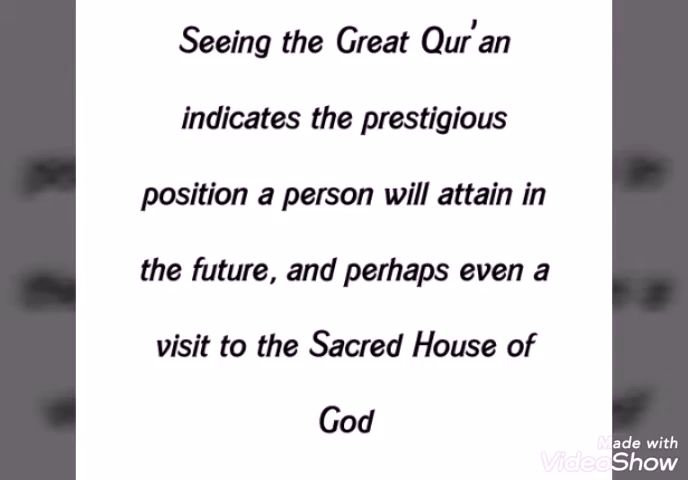 Seeing the Great Qur'an
indicates the prestigious
position a person will attain in
the future, and perhaps even a
visit to the Sacred House of
God
Made with
VideoShow